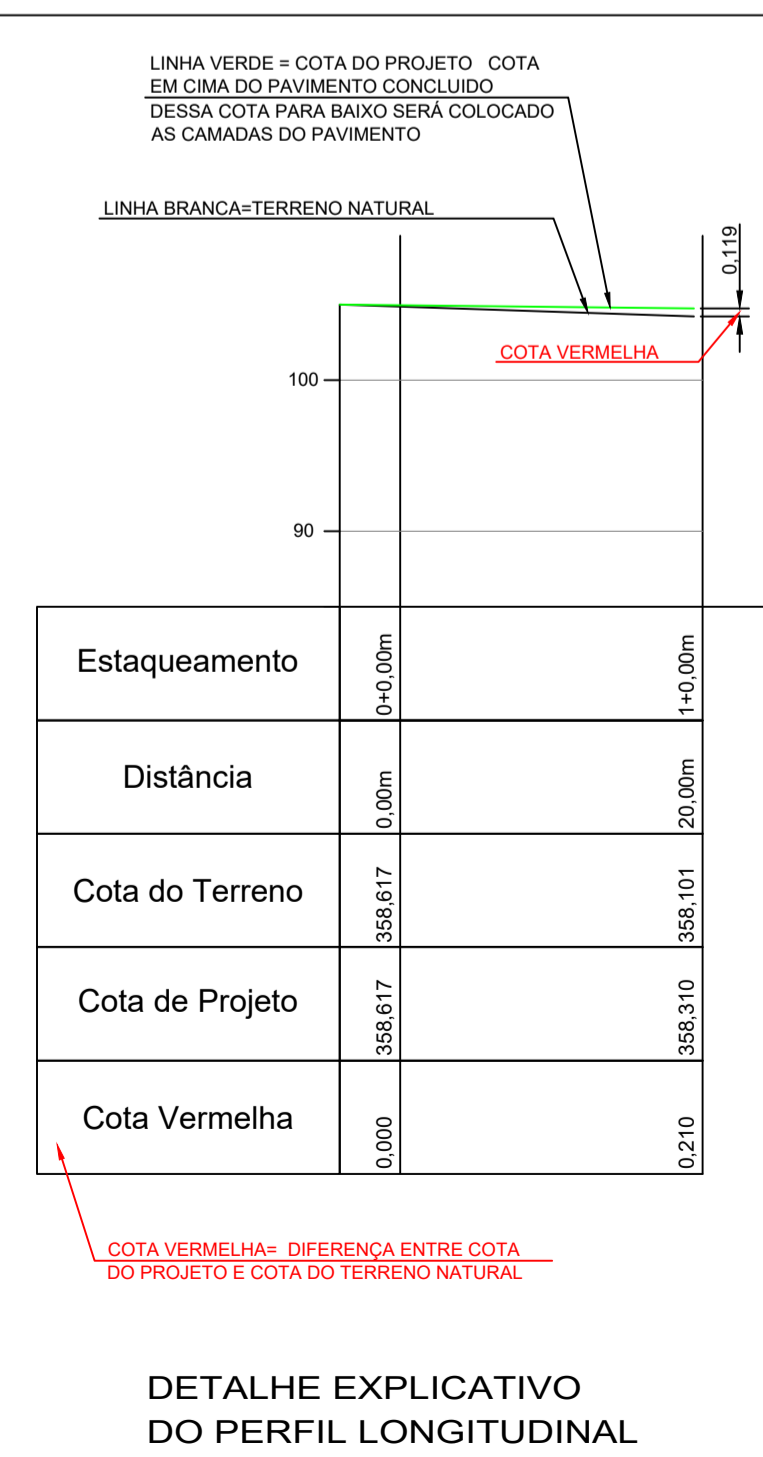 LINHA VERDE = COTA DO PROJETO COTA
EM CIMA DO PAVIMENTO CONCLUIDO
DESSA COTA PARA BAIXO SERÁ COLOCADO
AS CAMADAS DO PAVIMENTO
LINHA BRANCA=TERRENO NATURAL
0,119
COTA VERMELHA
100
90
Estaqueamento 0+0,00m 1+0,00m
Distância 0,00m 20,00m
Cota do Terreno 358,617 358,101
Cota de Projeto 358,617 358,310
Cota Vermelha 0,000 0,210
COTA VERMELHA= DIFERENÇA ENTRE COTA
DO PROJETO E COTA DO TERRENO NATURAL
DETALHE EXPLICATIVO
DO PERFIL LONGITUDINAL